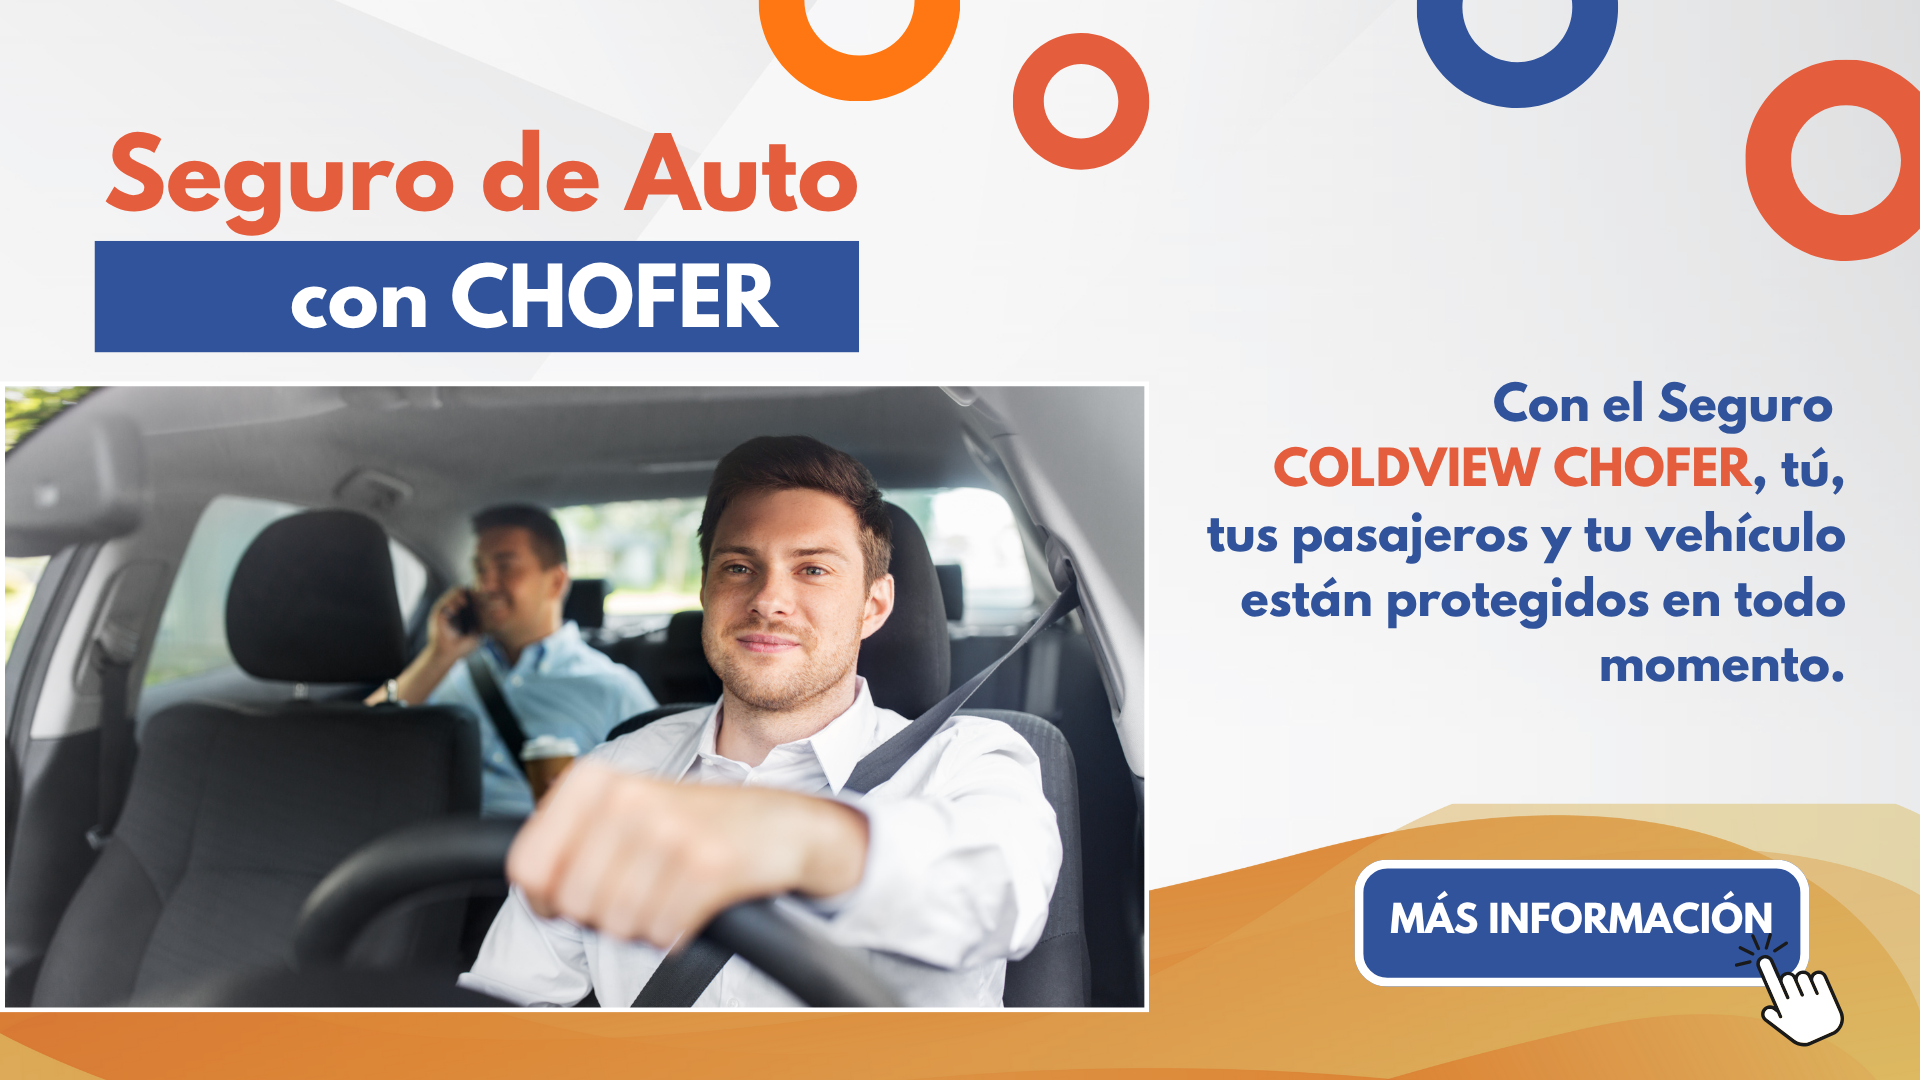 Seguro de Auto
con CHOFER
Con el Seguro
COLDVIEW CHOFER, tú,
tus pasajeros y tu vehículo
están protegidos en todo
momento.
MÁS INFORMACIÓN